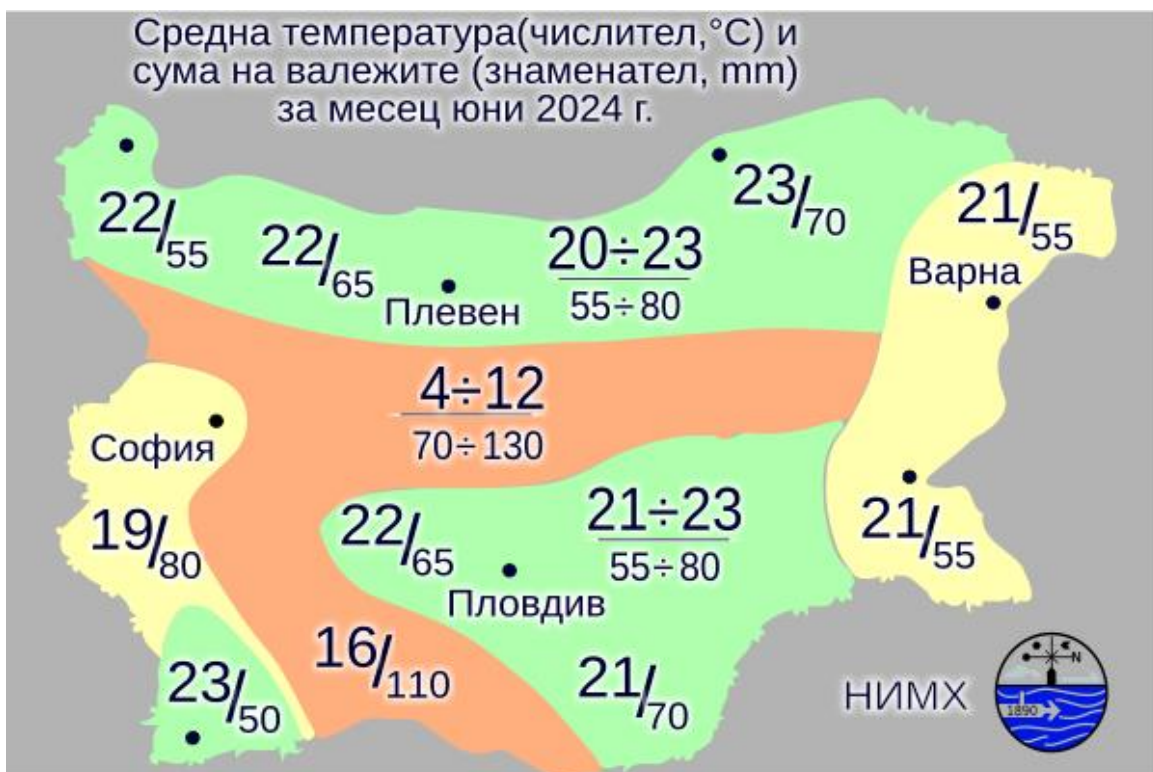 Средна температура(числител,°C) и
сума на валежите (знаменател, mm)
за месец юни 2024 г.
22/55
22/65
Плевен
20÷23
55÷80
23/70
21/55
Варна
4÷12
70÷130
София
19/80
22/65
Пловдив
21÷23
55÷80
21/55
23/50
16/110
21/70
НИМХ
N
1890